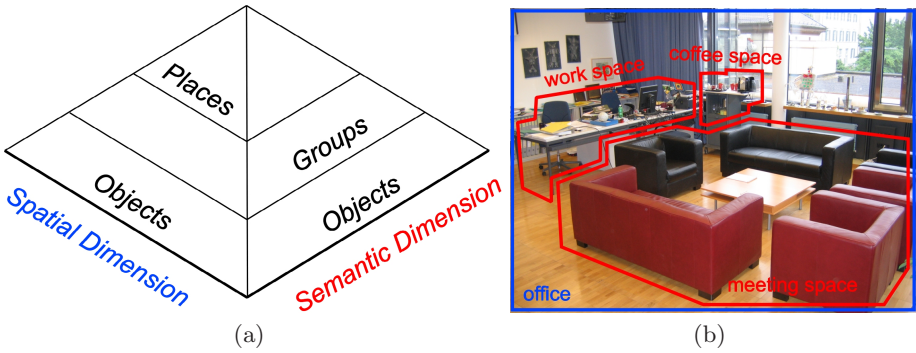 Places
Groups
Objects
Objects
Spatial Dimension
Semantic Dimension
(a)
work space
coffee space
meeting space
office
(b)